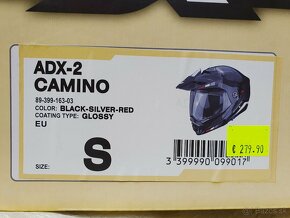 ADX-2
CAMINO
89-399-163-03
COLOR: BLACK-SILVER-RED
COATING TYPE: GLOSSY
EU
SIZE:
S
€ 279.90
3 399990 099017